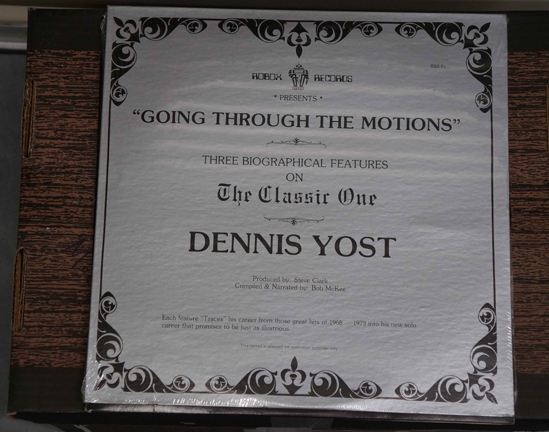 ROBOX RECORDS
* PRESENTS *
"GOING THROUGH THE MOTIONS"
THREE BIOGRAPHICAL FEATURES
ON
The Classic One
DENNIS YOST
Produced by: Steve Clark
Compiled & Narrated by: Bob McKee
Each feature "Traces" his career from those great hits of 1968 — 1973 into his new solo
career that promises to be just as illustrious.